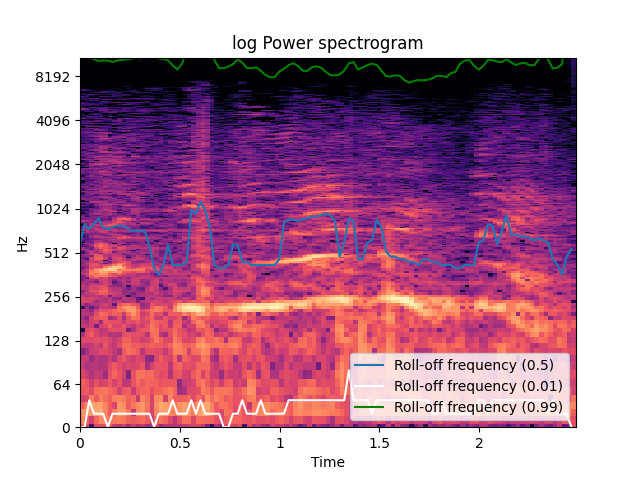 log Power spectrogram
8192
4096
2048
1024
512
256
128
64
0
Hz
Roll-off frequency (0.5)
Roll-off frequency (0.01)
Roll-off frequency (0.99)
0 0.5 1 1.5 2
Time